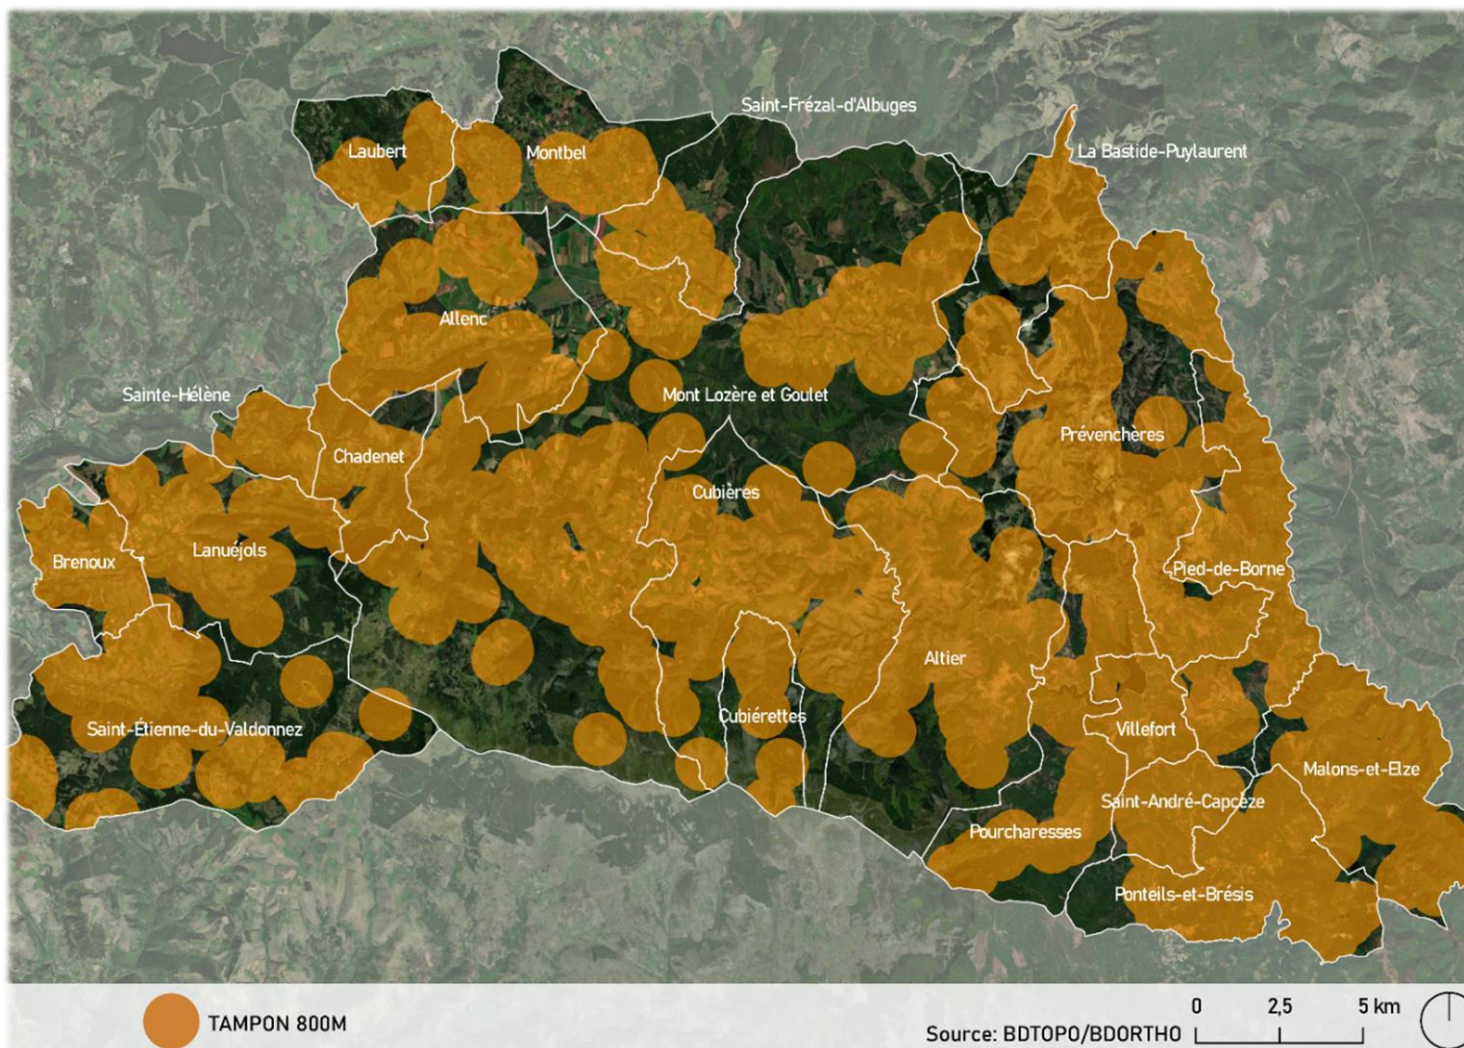 Saint-Frézal-d'Albuges
Laubert
Montbel
La Bastide-Puylaurent
Allenc
Sainte-Hélène
Mont Lozère et Goulet
Prévenchères
Chadenet
Cubières
Lanuéjols
Brenoux
Pied-de-Borne
Altier
Cubiérettes
Saint-Étienne-du-Valdonnez
Villefort
Malons-et-Elze
Saint-André-Capcèze
Pourcharesses
Ponteils-et-Brésis
TAMPON 800M
0 2,5 5 km
Source: BDTOPO/BDORTHO